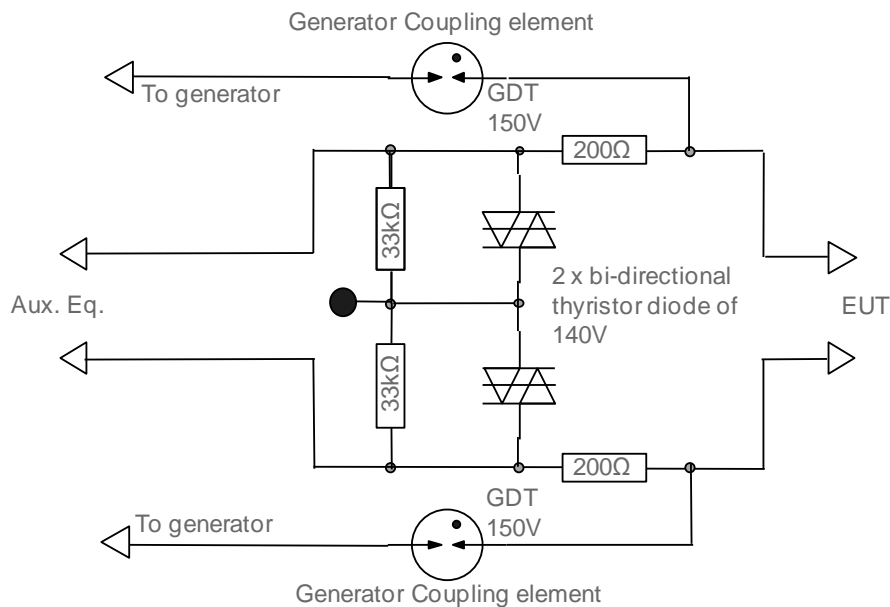 Generator Coupling element
To generator
GDT
150V
200Ω
33kΩ
2 x bi-directional
thyristor diode of
140V
Aux. Eq.
EUT
33kΩ
200Ω
GDT
150V
To generator
Generator Coupling element